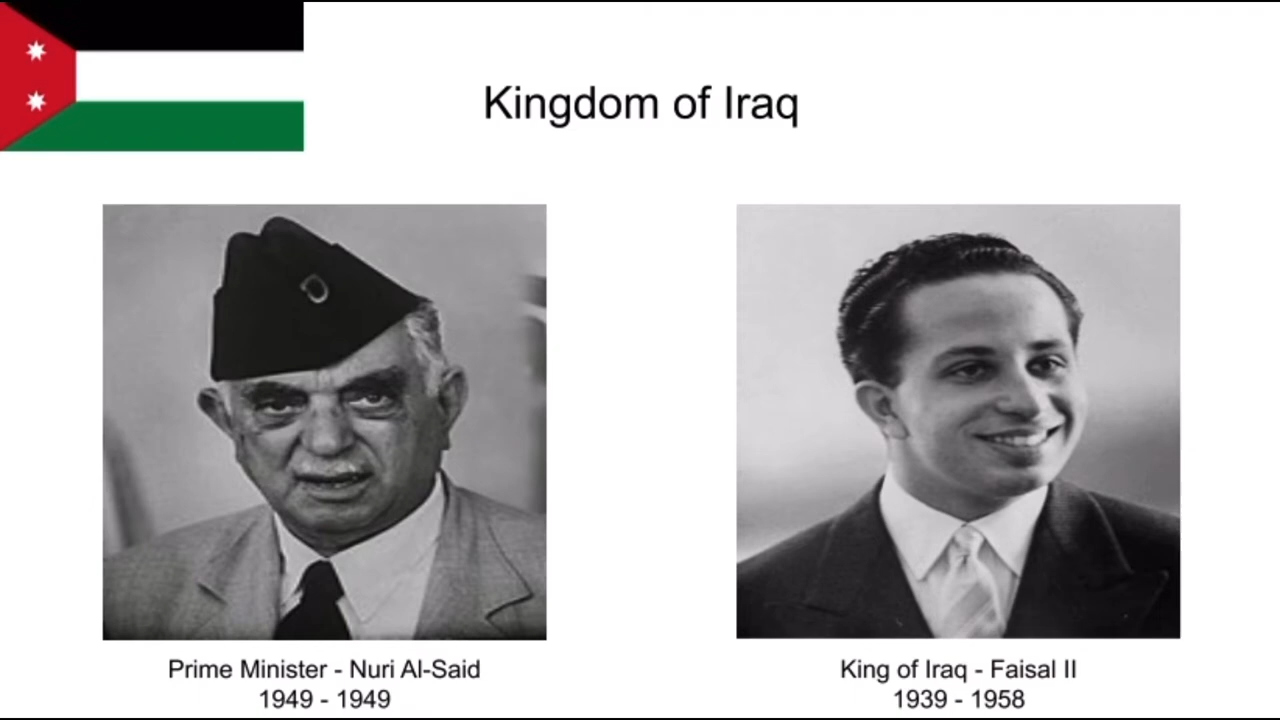 Kingdom of Iraq
Prime Minister - Nuri Al-Said
1949 - 1949
King of Iraq - Faisal II
1939 - 1958